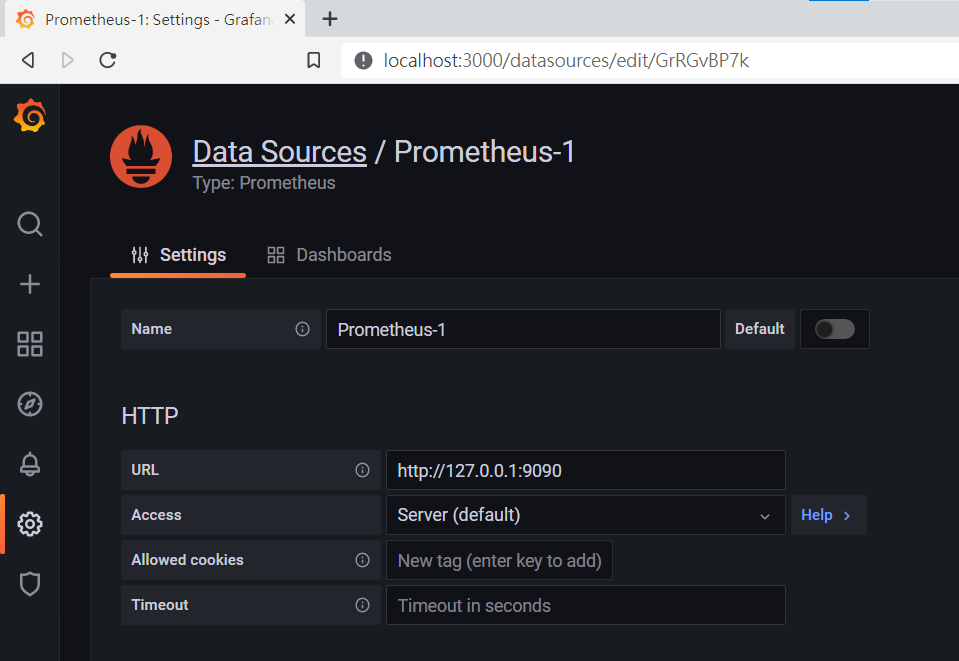 Prometheus-1: Settings - Grafan
localhost:3000/datasources/edit/GrRGvBP7k
Data Sources / Prometheus-1
Type: Prometheus
Settings Dashboards
Name Prometheus-1 Default
HTTP
URL http://127.0.0.1:9090
Access Server (default) Help
Allowed cookies New tag (enter key to add)
Timeout Timeout in seconds